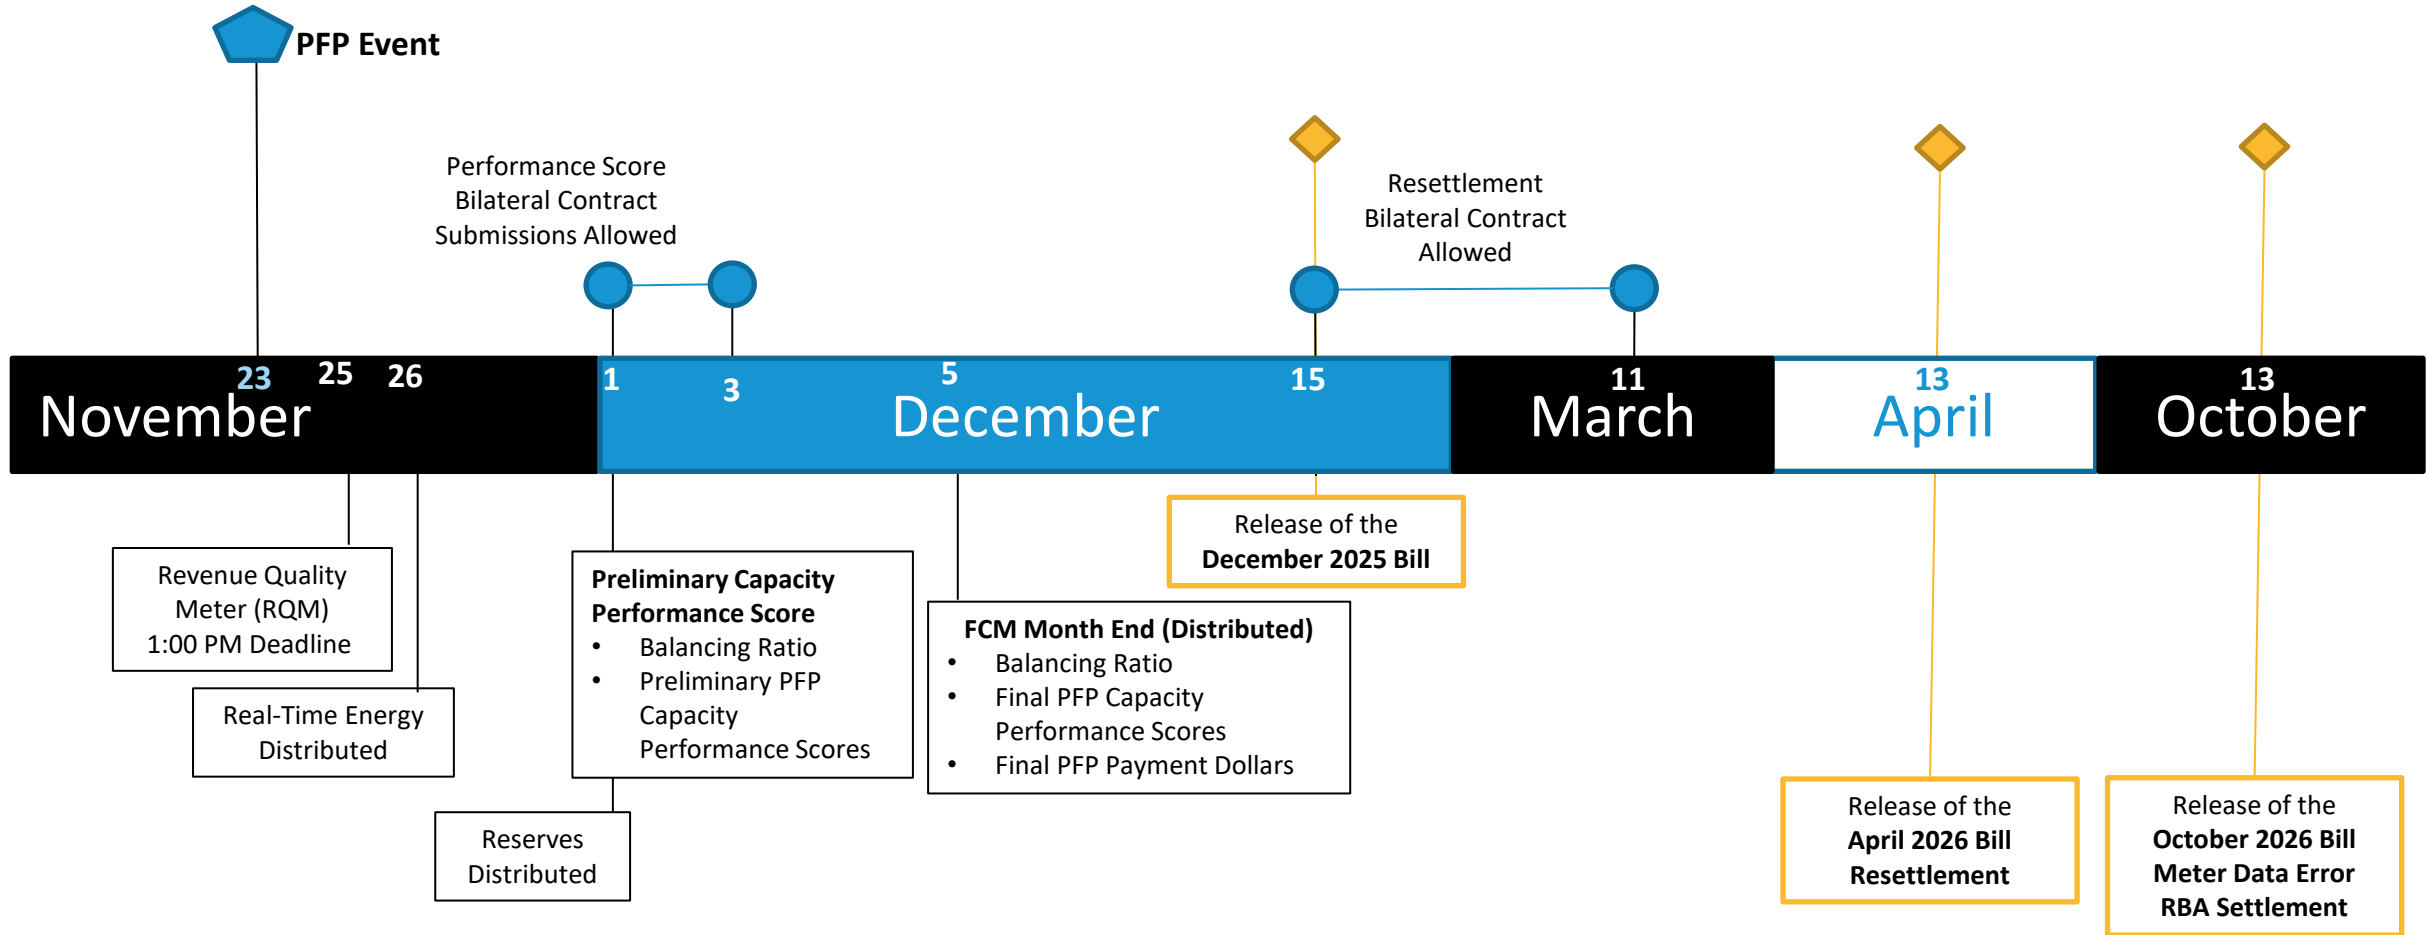 PFP Event
Performance Score
Bilateral Contract
Submissions Allowed
Resettlement
Bilateral Contract
Allowed
23
25
26
1
3
5
15
11
13
13
November
December
March
April
October
Revenue Quality
Meter (RQM)
1:00 PM Deadline
Real-Time Energy
Distributed
Preliminary Capacity
Performance Score
• Balancing Ratio
• Preliminary PFP
Capacity
Performance Scores
Reserves
Distributed
FCM Month End (Distributed)
• Balancing Ratio
• Final PFP Capacity
Performance Scores
• Final PFP Payment Dollars
Release of the
December 2025 Bill
Release of the
April 2026 Bill
Resettlement
Release of the
October 2026 Bill
Meter Data Error
RBA Settlement